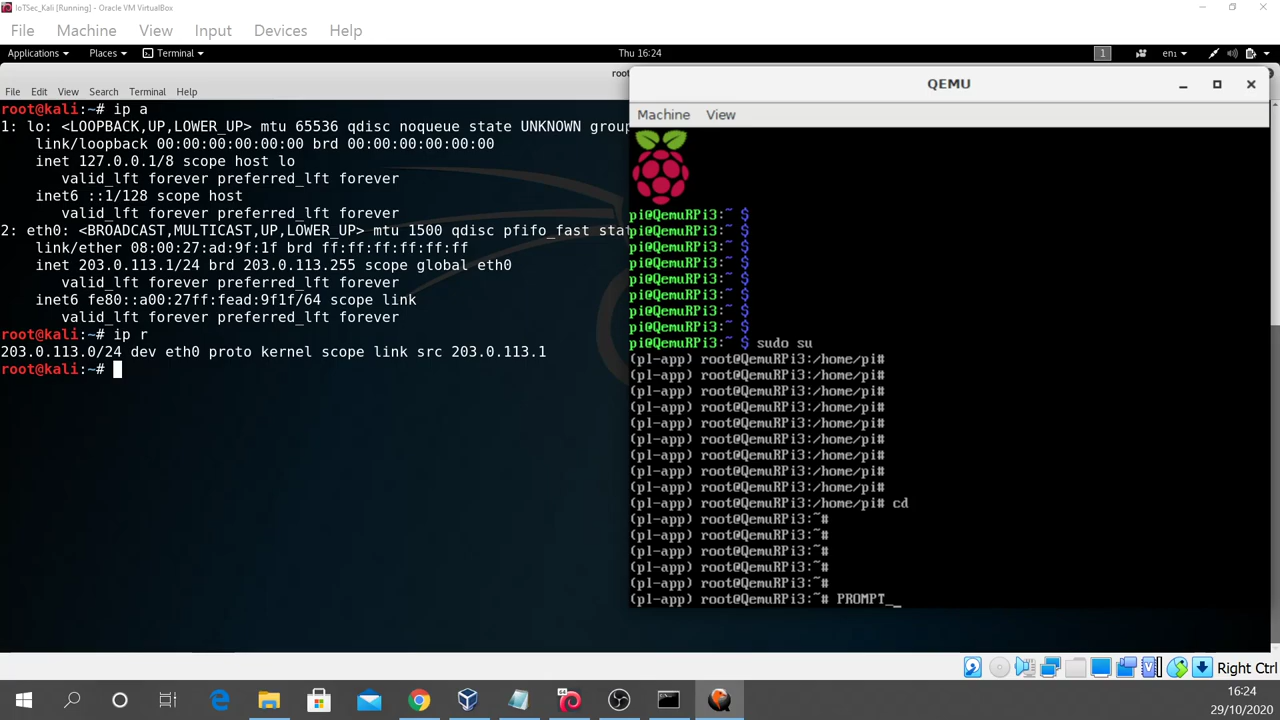 IoTSec_Kali [Running] - Oracle VM VirtualBox
File Machine View Input Devices Help
Applications Places Terminal Thu 16:24 1 en1
File Edit View Search Terminal Help
root@kali:~# ip a
1: lo: <LOOPBACK,UP,LOWER_UP> mtu 65536 qdisc noqueue state UNKNOWN group
link/loopback 00:00:00:00:00:00 brd 00:00:00:00:00:00
inet 127.0.0.1/8 scope host lo
valid_lft forever preferred_lft forever
inet6 ::1/128 scope host
valid_lft forever preferred_lft forever
2: eth0: <BROADCAST,MULTICAST,UP,LOWER_UP> mtu 1500 qdisc pfifo_fast stat
link/ether 08:00:27:ad:9f:1f brd ff:ff:ff:ff:ff:ff
inet 203.0.113.1/24 brd 203.0.113.255 scope global eth0
valid_lft forever preferred_lft forever
inet6 fe80::a00:27ff:fead:9f1f/64 scope link
valid_lft forever preferred_lft forever
root@kali:~# ip r
203.0.113.0/24 dev eth0 proto kernel scope link src 203.0.113.1
root@kali:~#
QEMU
Machine View
pi@QemuRPi3:~ $
pi@QemuRPi3:~ $
pi@QemuRPi3:~ $
pi@QemuRPi3:~ $
pi@QemuRPi3:~ $
pi@QemuRPi3:~ $
pi@QemuRPi3:~ $
pi@QemuRPi3:~ $
pi@QemuRPi3:~ $ sudo su
(pl-app) root@QemuRPi3:/home/pi#
(pl-app) root@QemuRPi3:/home/pi#
(pl-app) root@QemuRPi3:/home/pi#
(pl-app) root@QemuRPi3:/home/pi#
(pl-app) root@QemuRPi3:/home/pi#
(pl-app) root@QemuRPi3:/home/pi#
(pl-app) root@QemuRPi3:/home/pi#
(pl-app) root@QemuRPi3:/home/pi#
(pl-app) root@QemuRPi3:/home/pi#
(pl-app) root@QemuRPi3:/home/pi# cd
(pl-app) root@QemuRPi3:~#
(pl-app) root@QemuRPi3:~#
(pl-app) root@QemuRPi3:~#
(pl-app) root@QemuRPi3:~#
(pl-app) root@QemuRPi3:~#
(pl-app) root@QemuRPi3:~# PROMPT_
Right Ctrl
16:24
29/10/2020